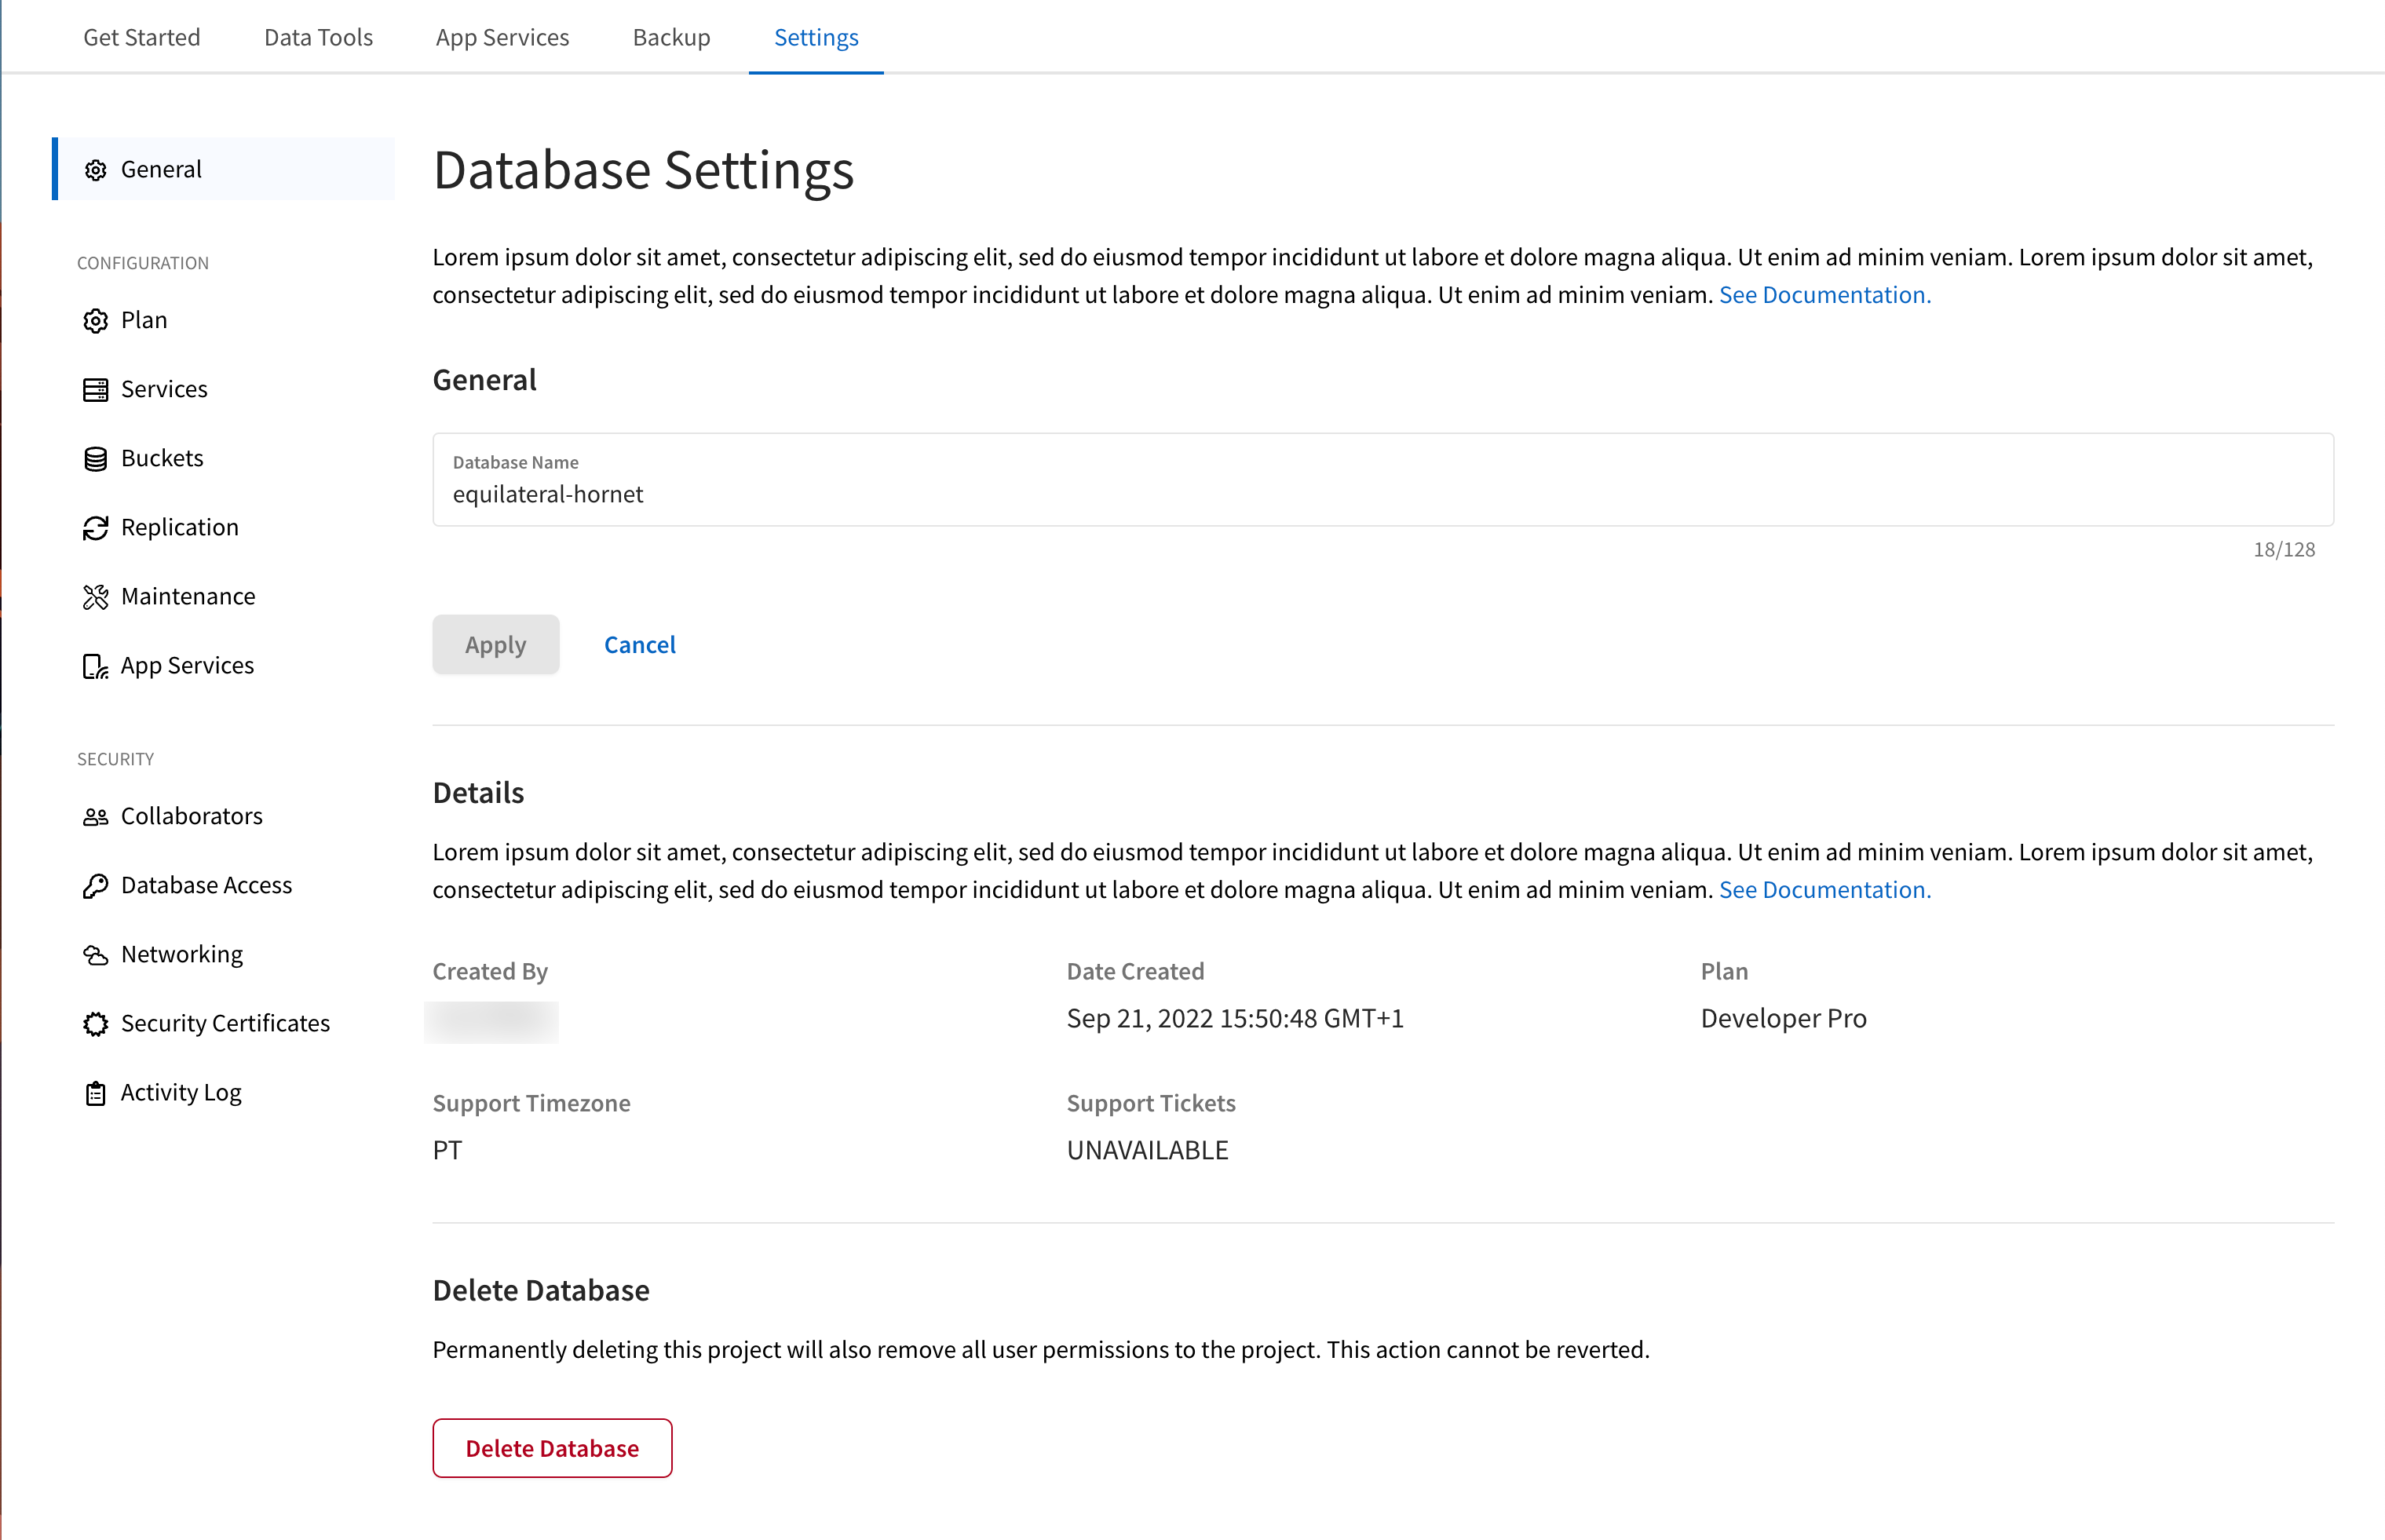 Get Started Data Tools App Services Backup Settings
General
CONFIGURATION
Plan
Services
Buckets
Replication
Maintenance
App Services
SECURITY
Collaborators
Database Access
Networking
Security Certificates
Activity Log
Database Settings
Lorem ipsum dolor sit amet, consectetur adipiscing elit, sed do eiusmod tempor incididunt ut labore et dolore magna aliqua. Ut enim ad minim veniam. Lorem ipsum dolor sit amet,
consectetur adipiscing elit, sed do eiusmod tempor incididunt ut labore et dolore magna aliqua. Ut enim ad minim veniam. See Documentation.
General
Database Name
equilateral-hornet
18/128
Apply Cancel
Details
Lorem ipsum dolor sit amet, consectetur adipiscing elit, sed do eiusmod tempor incididunt ut labore et dolore magna aliqua. Ut enim ad minim veniam. Lorem ipsum dolor sit amet,
consectetur adipiscing elit, sed do eiusmod tempor incididunt ut labore et dolore magna aliqua. Ut enim ad minim veniam. See Documentation.
Created By Date Created Plan
Sep 21, 2022 15:50:48 GMT+1 Developer Pro
Support Timezone Support Tickets
PT UNAVAILABLE
Delete Database
Permanently deleting this project will also remove all user permissions to the project. This action cannot be reverted.
Delete Database